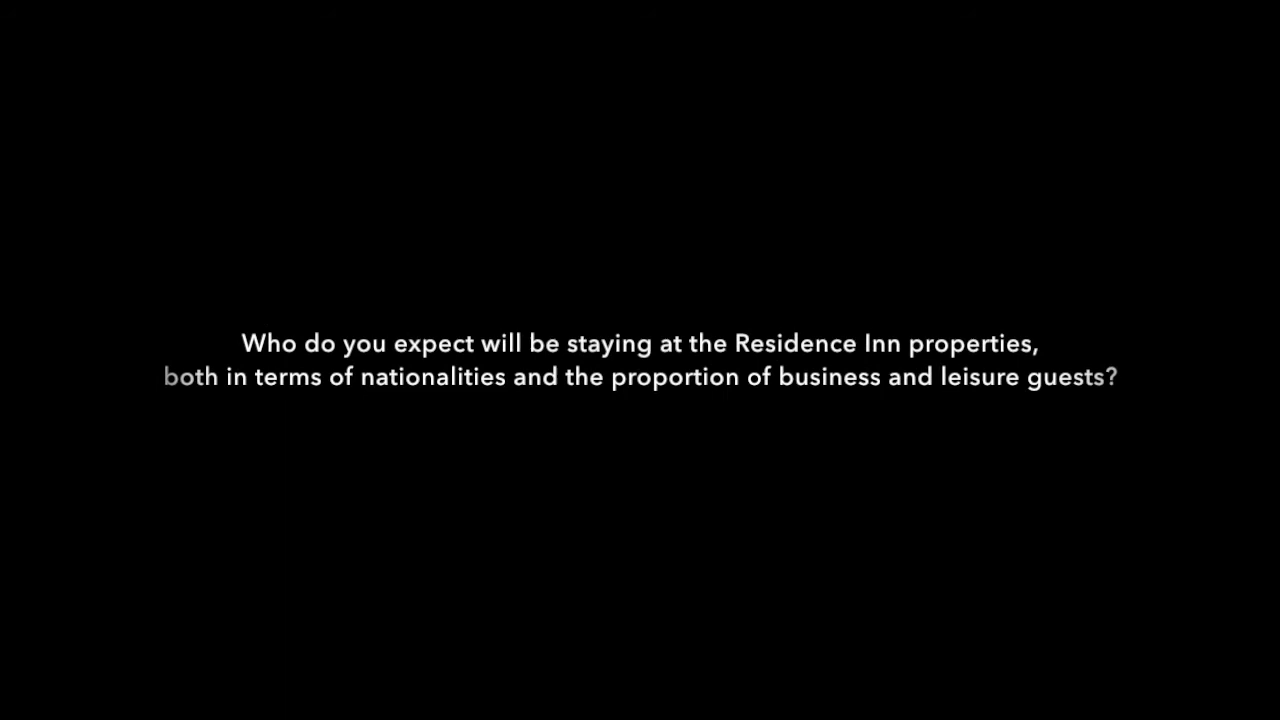 Who do you expect will be staying at the Residence Inn properties,
both in terms of nationalities and the proportion of business and leisure guests?